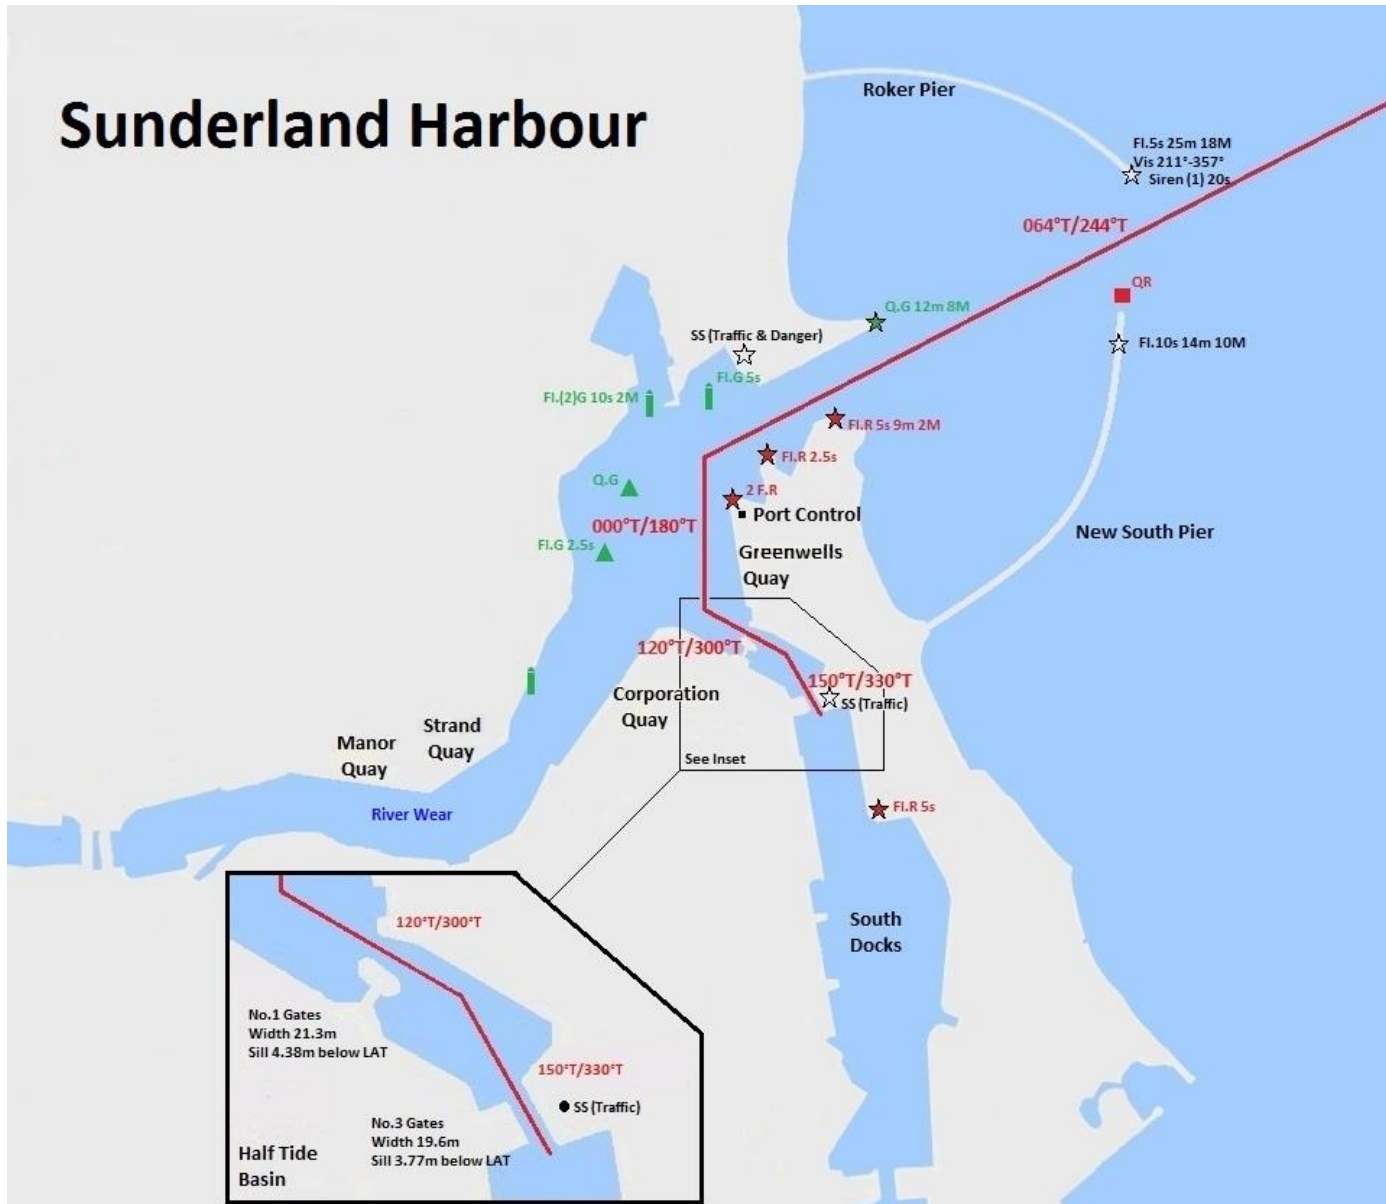 Sunderland Harbour
Roker Pier
Fl.5s 25m 18M
Vis 211°-357°
Siren (1) 20s
064°T/244°T
QR
Q.G 12m 8M
SS (Traffic & Danger)
Fl.10s 14m 10M
Fl.G 5s
Fl.(2)G 10s 2M
Fl.R 5s 9m 2M
Fl.R 2.5s
Q.G
2 F.R
Port Control
000°T/180°T
New South Pier
Fl.G 2.5s
Greenwells
Quay
120°T/300°T
150°T/330°T
Corporation
Quay
SS (Traffic)
Strand
Quay
Manor
Quay
See Inset
River Wear
Fl.R 5s
South
Docks
120°T/300°T
No.1 Gates
Width 21.3m
Sill 4.38m below LAT
150°T/330°T
SS (Traffic)
No.3 Gates
Width 19.6m
Sill 3.77m below LAT
Half Tide
Basin